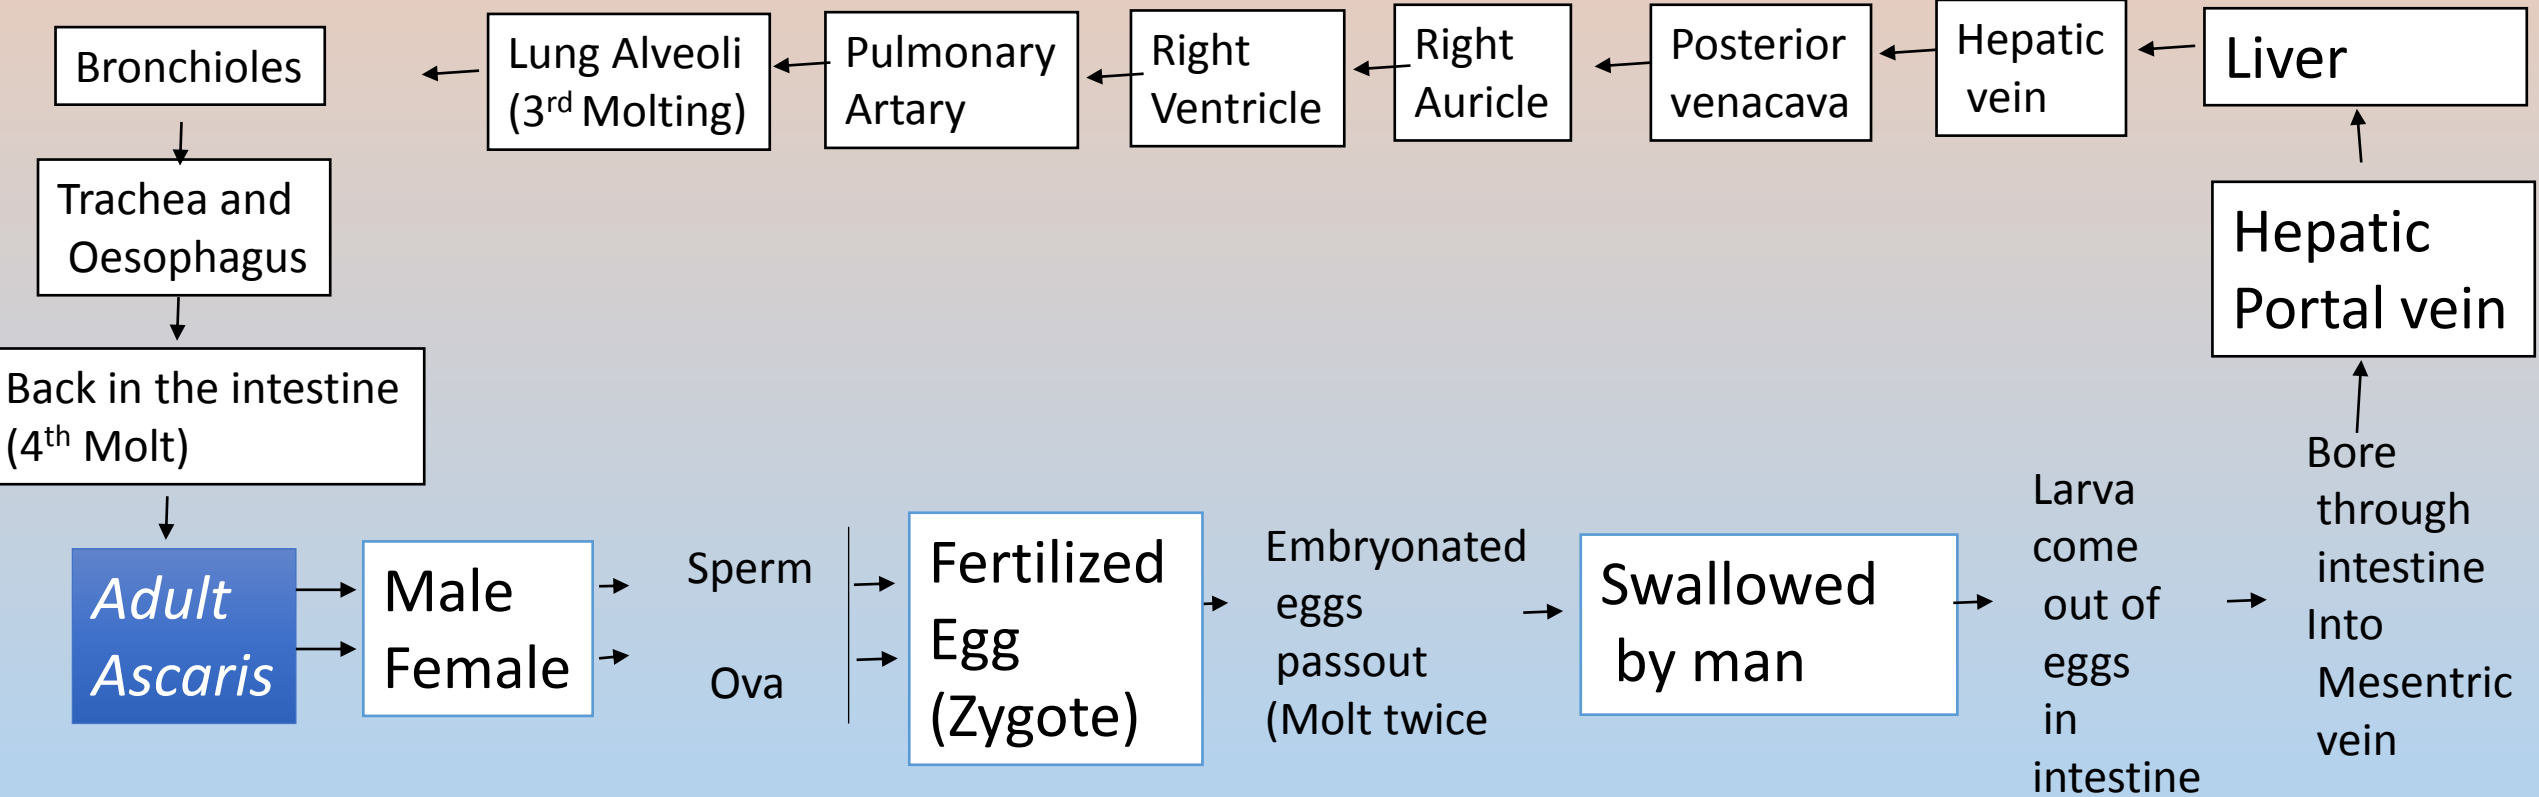 Bronchioles
Lung Alveoli
(3rd Molting)
Pulmonary
Artary
Right
Ventricle
Right
Auricle
Posterior
venacava
Hepatic
vein
Liver
Trachea and
Oesophagus
Hepatic
Portal vein
Back in the intestine
(4th Molt)
Adult
Ascaris
Male
Female
Sperm
Ova
Fertilized
Egg
(Zygote)
Embryonated
eggs
passout
(Molt twice
Swallowed
by man
Larva
come
out of
eggs
in
intestine
Bore
through
intestine
Into
Mesentric
vein